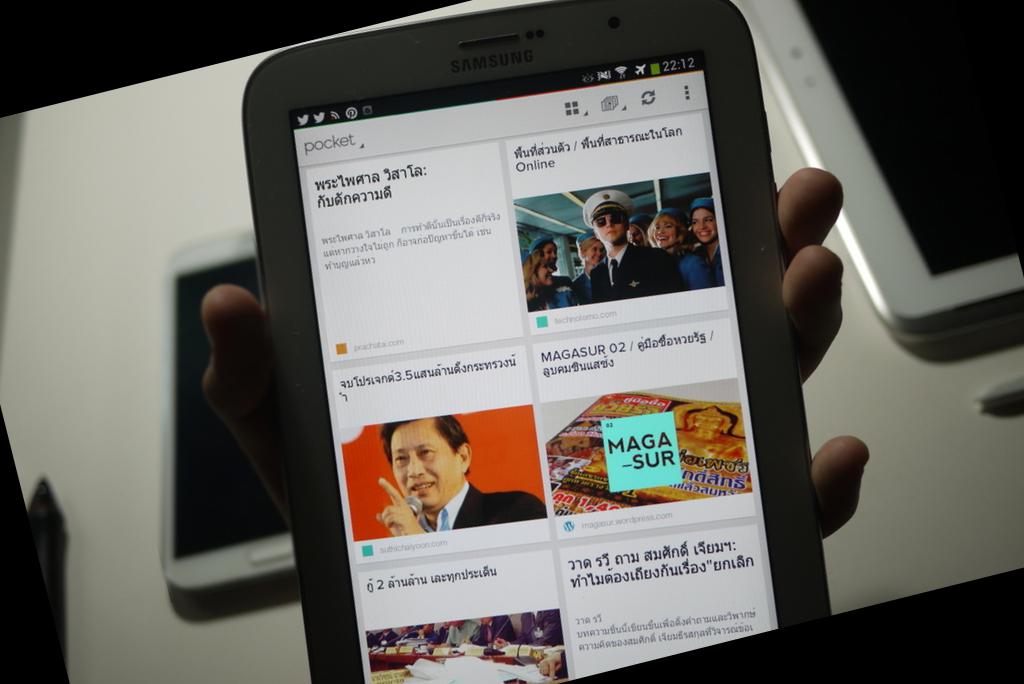 SAMSUNG
22:12
pocket
พระไพศาล วิสาโล:
กับดักความดี
พระไพศาล วิสาโล การทำดีนั้นเป็นเรื่องดีก็จริง
แต่หากวางใจไม่ถูก ก็อาจก่อปัญหาขึ้นได้ เช่น
ทำบุญแล้วหว
prachatai.com
พื้นที่ส่วนตัว / พื้นที่สาธารณะในโลก
Online
technotomo.com
จบโปรเจกต์3.5แสนล้านดึ๋งกระทรวงน้
ำ
suthichaiyoon.com
MAGASUR 02 / คู่มือซื้อหวยรัฐ /
ลูบคมซินแสซ้ง
02
MAGA
-SUR
magasur.wordpress.com
กู้ 2 ล้านล้าน และทุกประเด็น
วาด รวี ถาม สมศักดิ์ เจียมฯ:
ทำไมต้องเถียงกันเรื่อง"ยกเลิก
วาด รวี
บทความชิ้นนี้เขียนขึ้นเพื่อตั้งคำถามและวิพากษ์
ความคิดของสมศักดิ์ เจียมธีรสกุลที่วิจารณ์ข้อเ